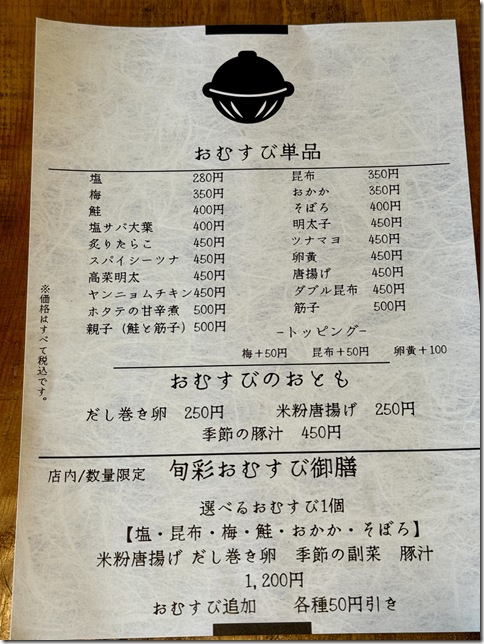 おむすび単品
塩 280円
梅 350円
鮭 400円
塩サバ大葉 400円
炙りたらこ 450円
スパイシーツナ 450円
高菜明太 450円
ヤンニョムチキン 450円
ホタテの甘辛煮 500円
親子（鮭と筋子） 500円
昆布 350円
おかか 350円
そぼろ 400円
明太子 450円
ツナマヨ 450円
卵黄 450円
唐揚げ 450円
ダブル昆布 450円
筋子 500円
－トッピング－
梅＋50円 昆布＋50円 卵黄＋100
※価格はすべて税込です。
おむすびのおとも
だし巻き卵 250円 米粉唐揚げ 250円
季節の豚汁 450円
店内/数量限定 旬彩おむすび御膳
選べるおむすび1個
【塩・昆布・梅・鮭・おかか・そぼろ】
米粉唐揚げ だし巻き卵 季節の副菜 豚汁
1,200円
おむすび追加 各種50円引き